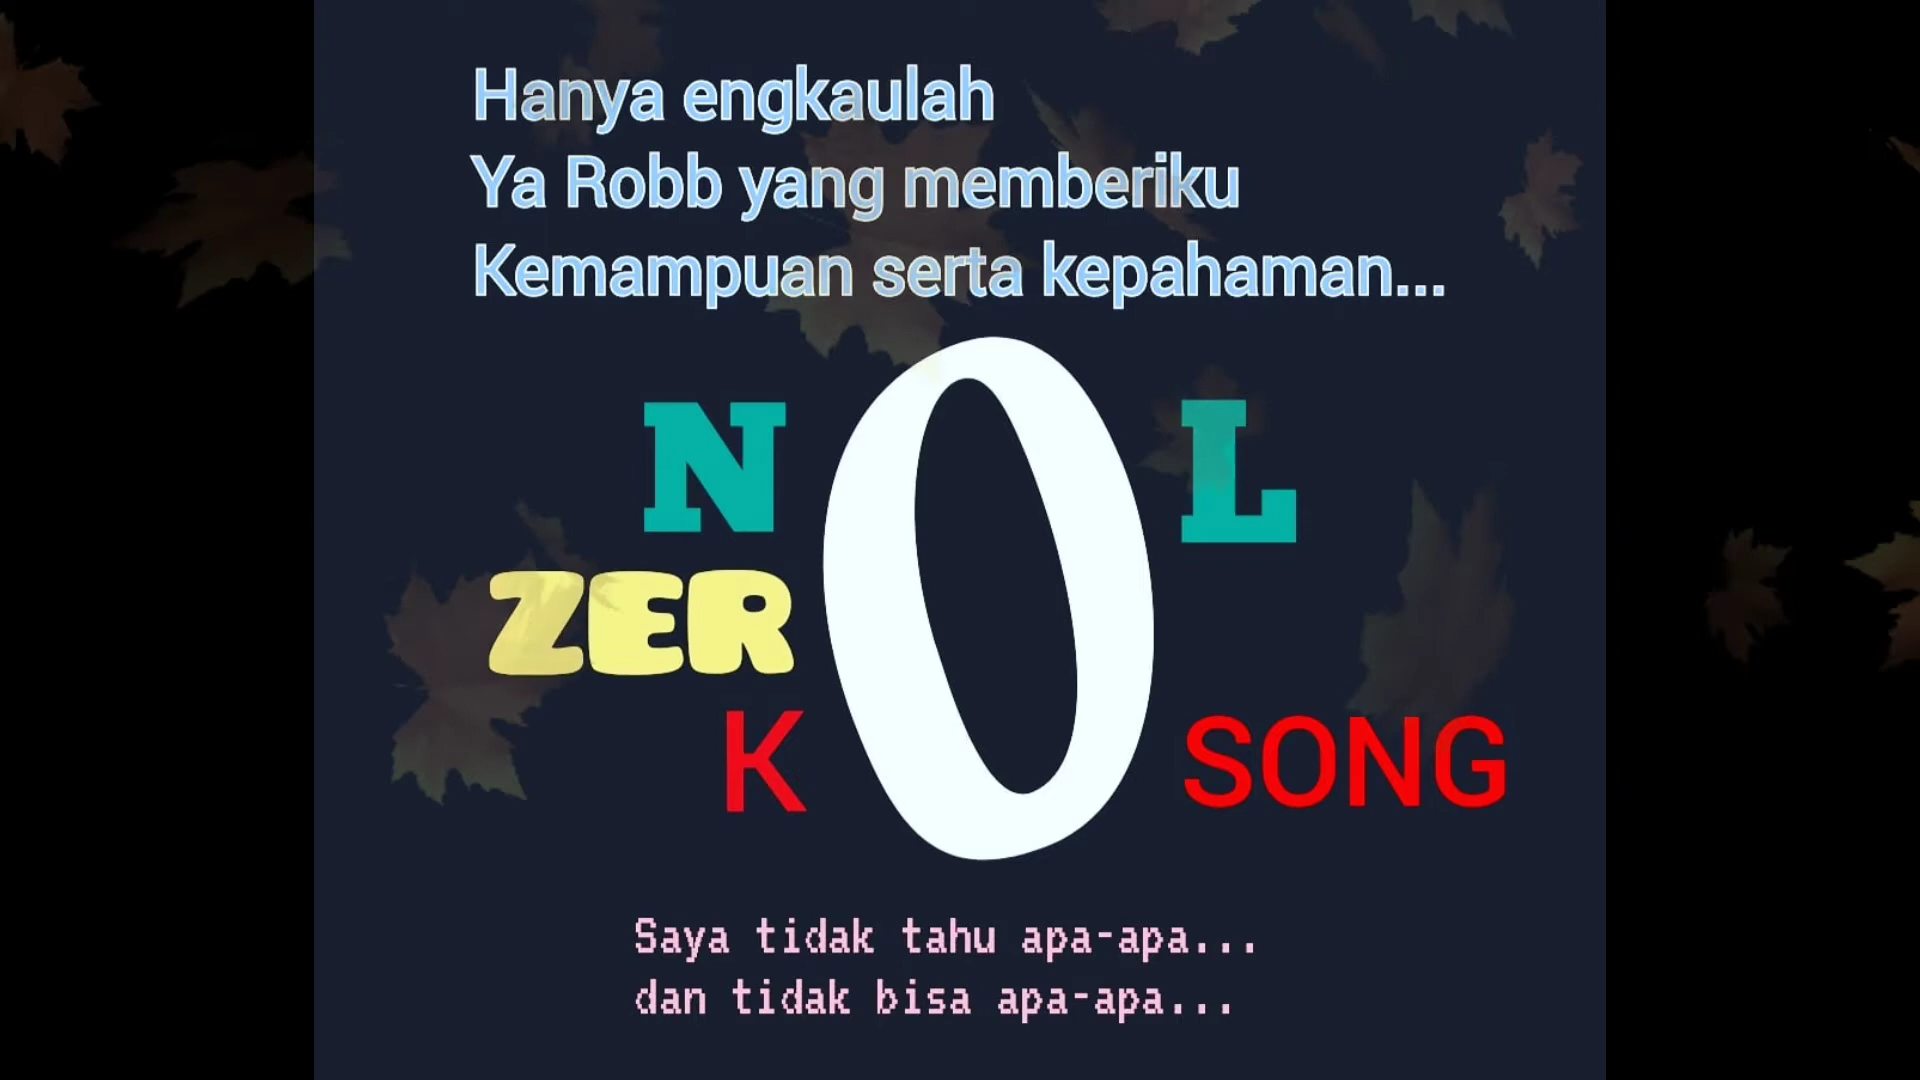 Hanya engkaulah
Ya Robb yang memberiku
Kemampuan serta kepahaman...
NOL
ZERO
KOSONG
Saya tidak tahu apa-apa...
dan tidak bisa apa-apa...